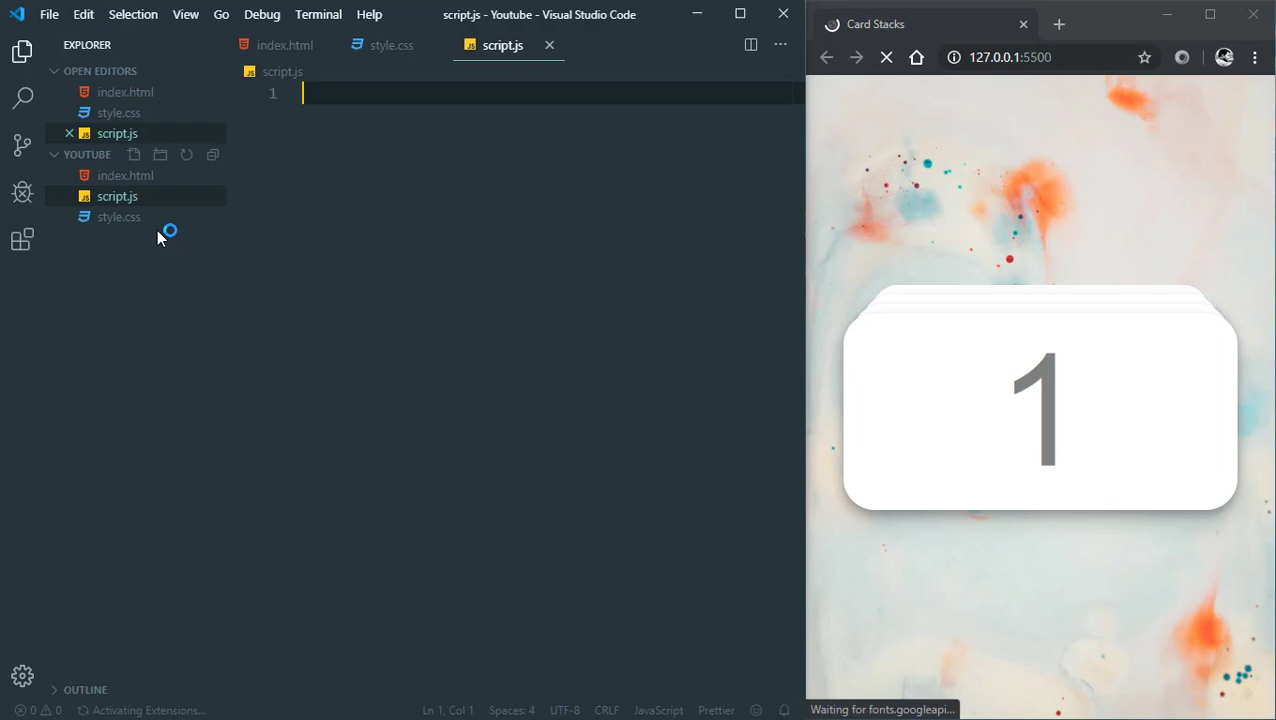 File Edit Selection View Go Debug Terminal Help
script.js - Youtube - Visual Studio Code
EXPLORER
OPEN EDITORS
index.html
style.css
script.js
YOUTUBE
index.html
script.js
style.css
OUTLINE
index.html style.css script.js
script.js
1
0 0 Activating Extensions...
Ln 1, Col 1 Spaces: 4 UTF-8 CRLF JavaScript Prettier
Card Stacks
127.0.0.1:5500
1
Waiting for fonts.googleapi...